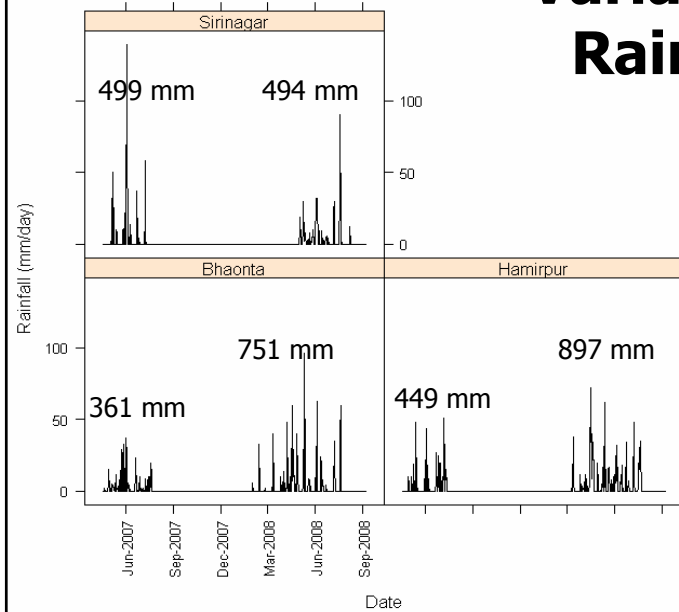 Rai
Sirinagar
499 mm 494 mm
100
50
0
Rainfall (mm/day)
Bhaonta Hamirpur
751 mm 897 mm
361 mm 449 mm
100
50
0
Jun-2007 Sep-2007 Dec-2007 Mar-2008 Jun-2008 Sep-2008
Date